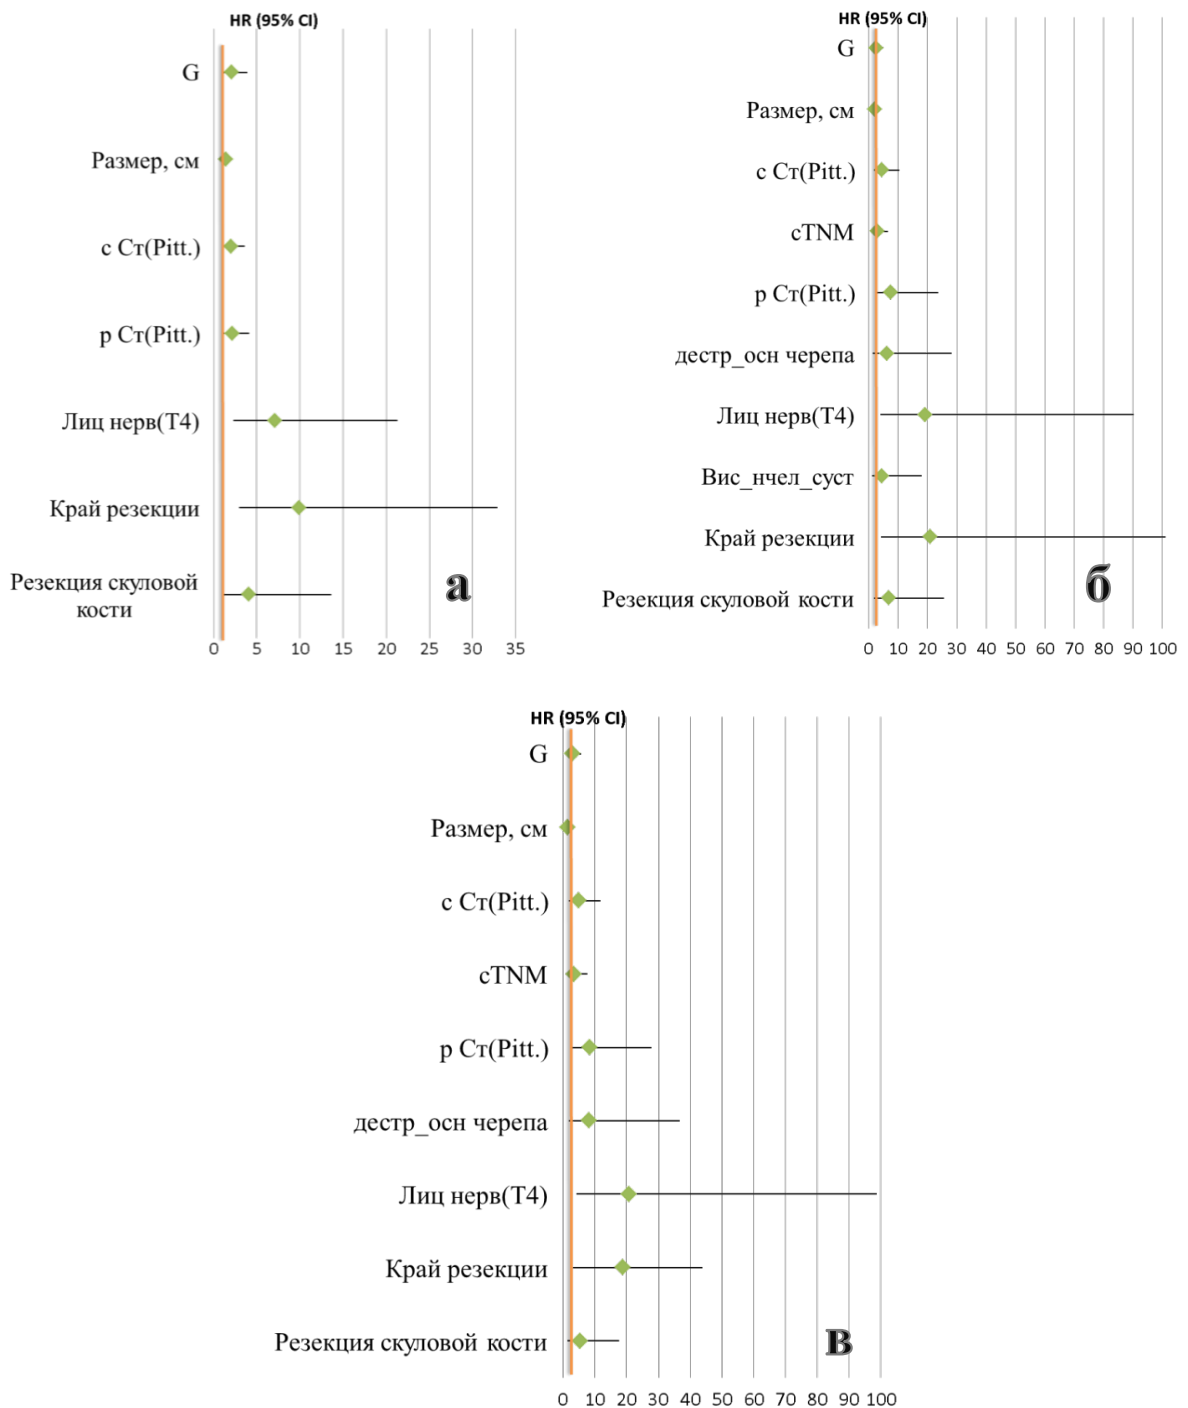 HR (95% CI)
G
Размер, см
с Ст(Pitt.)
р Ст(Pitt.)
Лиц нерв(Т4)
Край резекции
Резекция скуловой
кости
а
0 5 10 15 20 25 30 35
HR (95% CI)
G
Размер, см
с Ст(Pitt.)
cTNM
р Ст(Pitt.)
дестр_осн черепа
Лиц нерв(Т4)
Вис_нчел_суст
Край резекции
Резекция скуловой кости
б
0 10 20 30 40 50 60 70 80 90 100
HR (95% CI)
G
Размер, см
с Ст(Pitt.)
cTNM
р Ст(Pitt.)
дестр_осн черепа
Лиц нерв(Т4)
Край резекции
Резекция скуловой кости
в
0 10 20 30 40 50 60 70 80 90 100